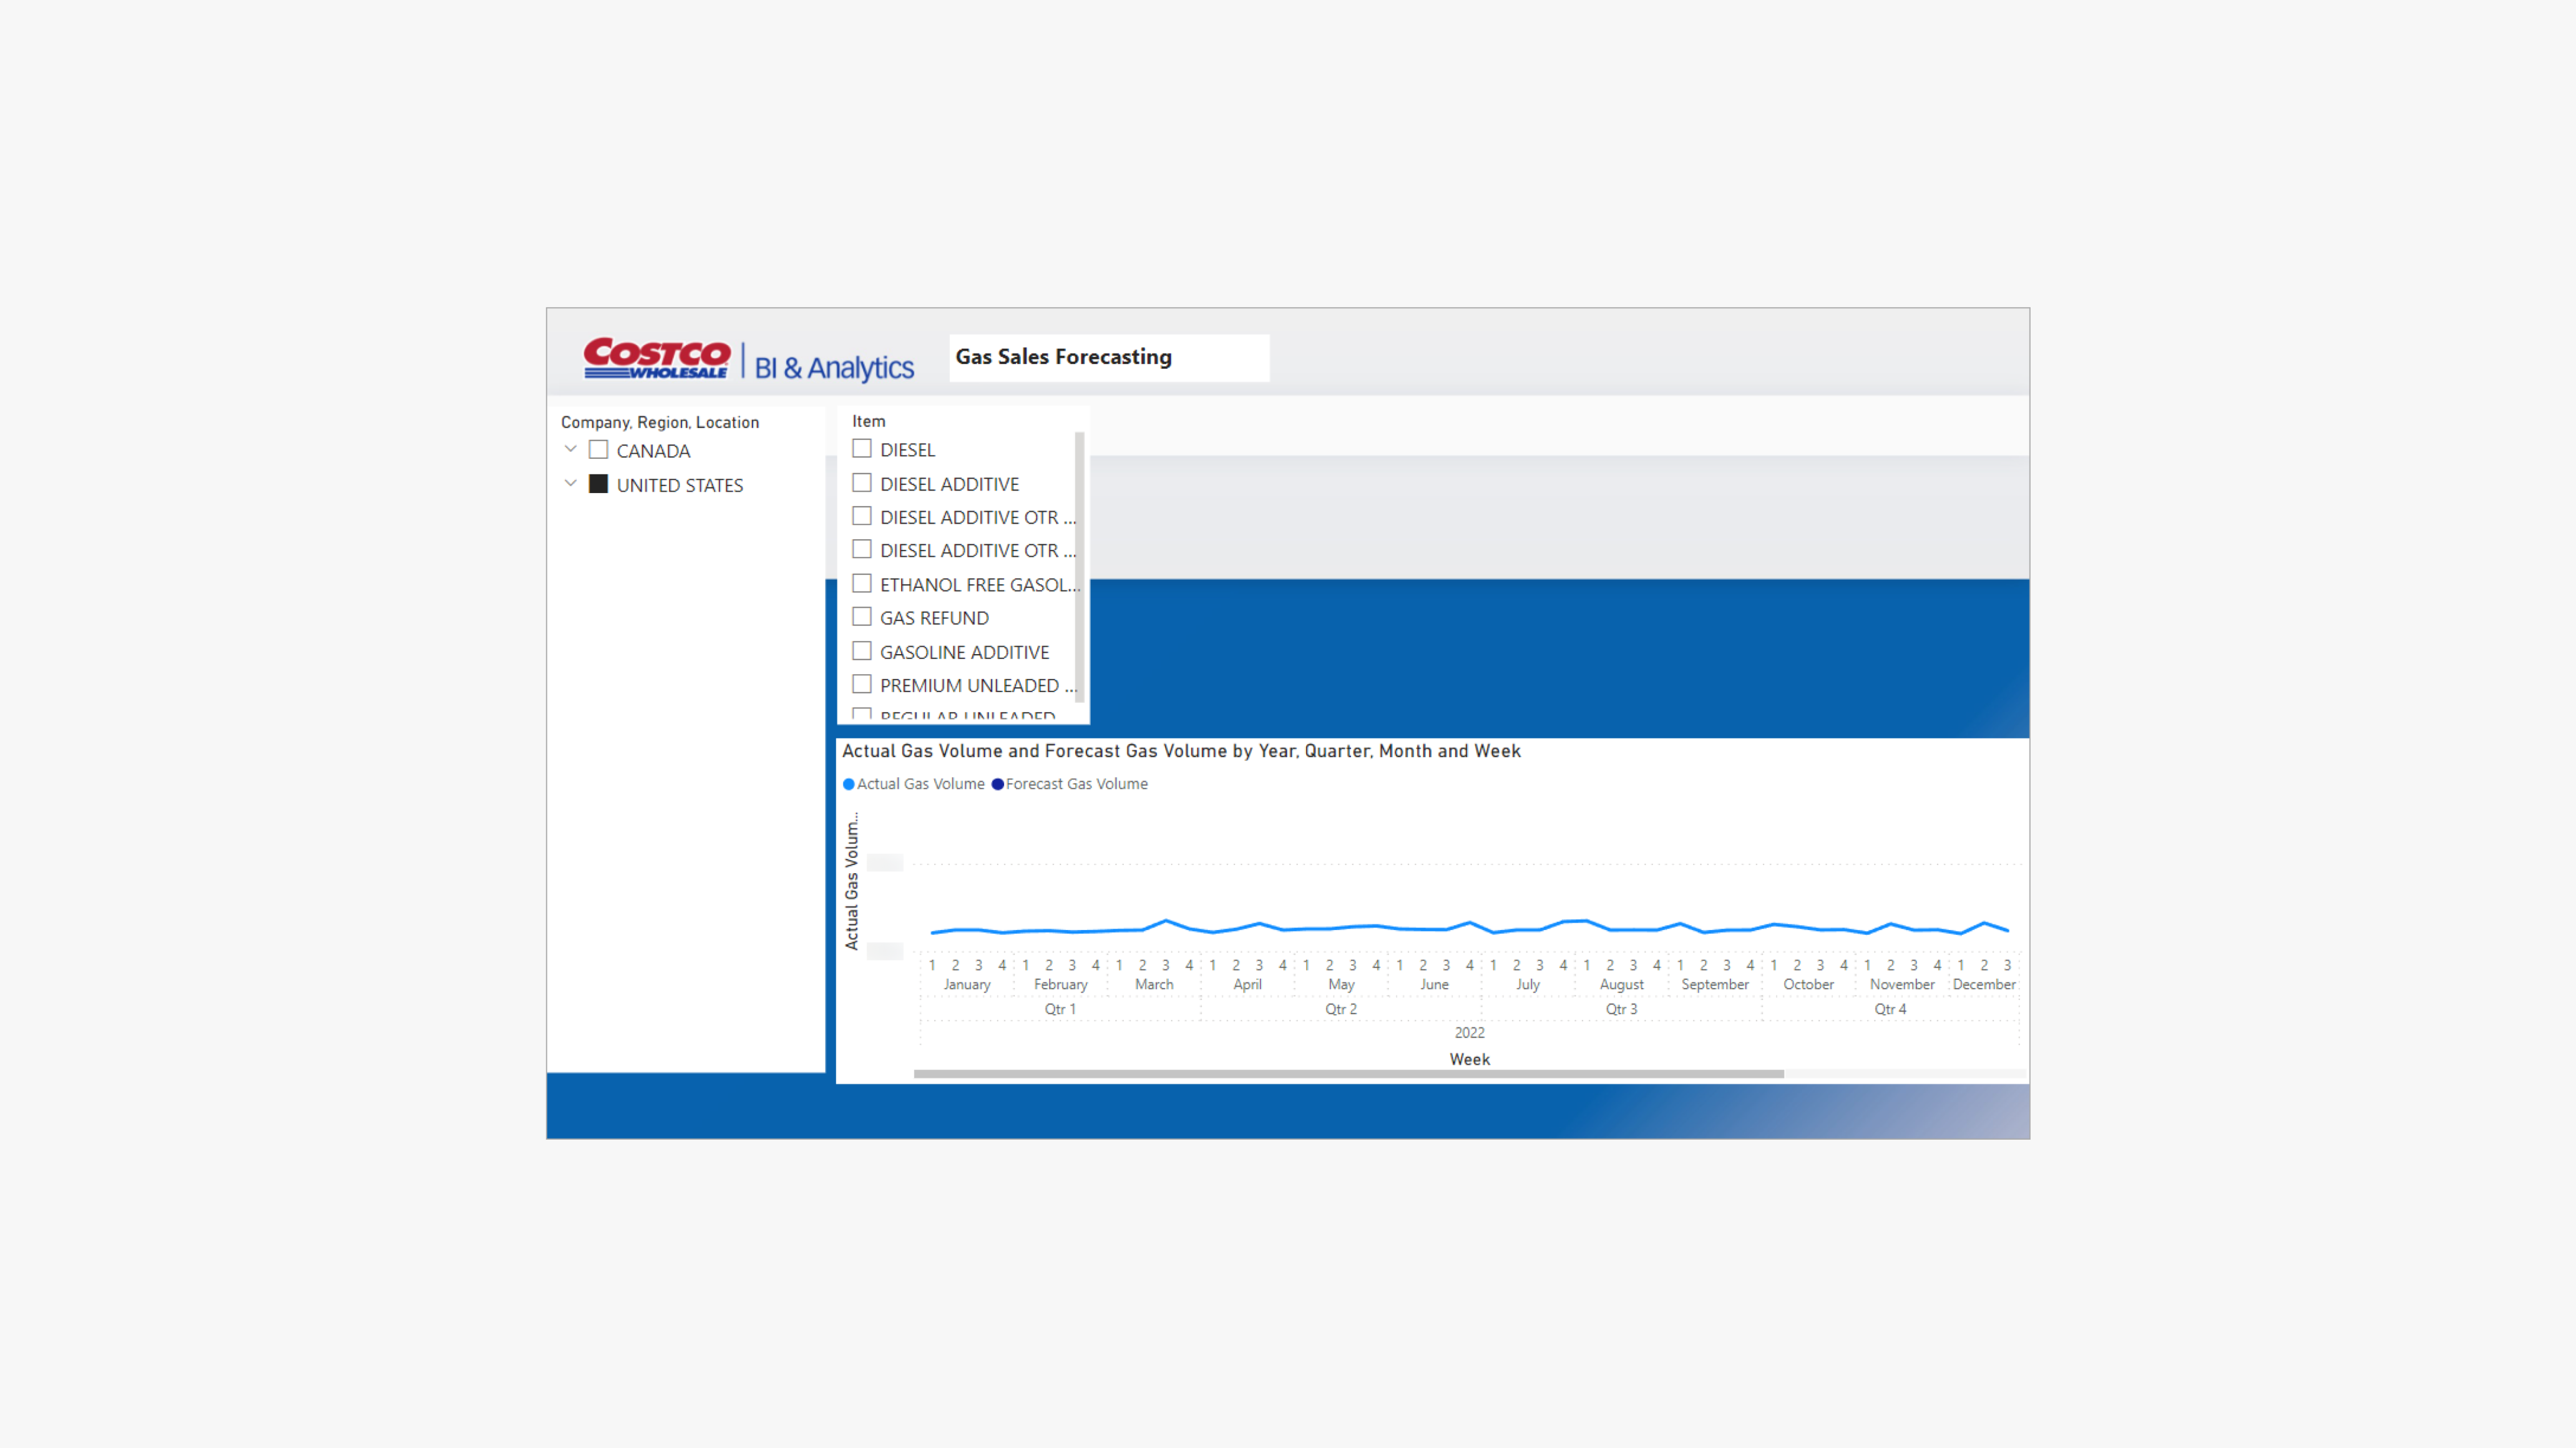 COSTCO
WHOLESALE
BI & Analytics
Gas Sales Forecasting
Company, Region, Location
CANADA
UNITED STATES
Item
DIESEL
DIESEL ADDITIVE
DIESEL ADDITIVE OTR ...
DIESEL ADDITIVE OTR ...
ETHANOL FREE GASOL...
GAS REFUND
GASOLINE ADDITIVE
PREMIUM UNLEADED ...
REGULAR UNLEADED
Actual Gas Volume and Forecast Gas Volume by Year, Quarter, Month and Week
Actual Gas Volume Forecast Gas Volume
Actual Gas Volum...
1 2 3 4 1 2 3 4 1 2 3 4 1 2 3 4 1 2 3 4 1 2 3 4 1 2 3 4 1 2 3 4 1 2 3 4 1 2 3 4 1 2 3 4 1 2 3
January February March April May June July August September October November December
Qtr 1 Qtr 2 Qtr 3 Qtr 4
2022
Week